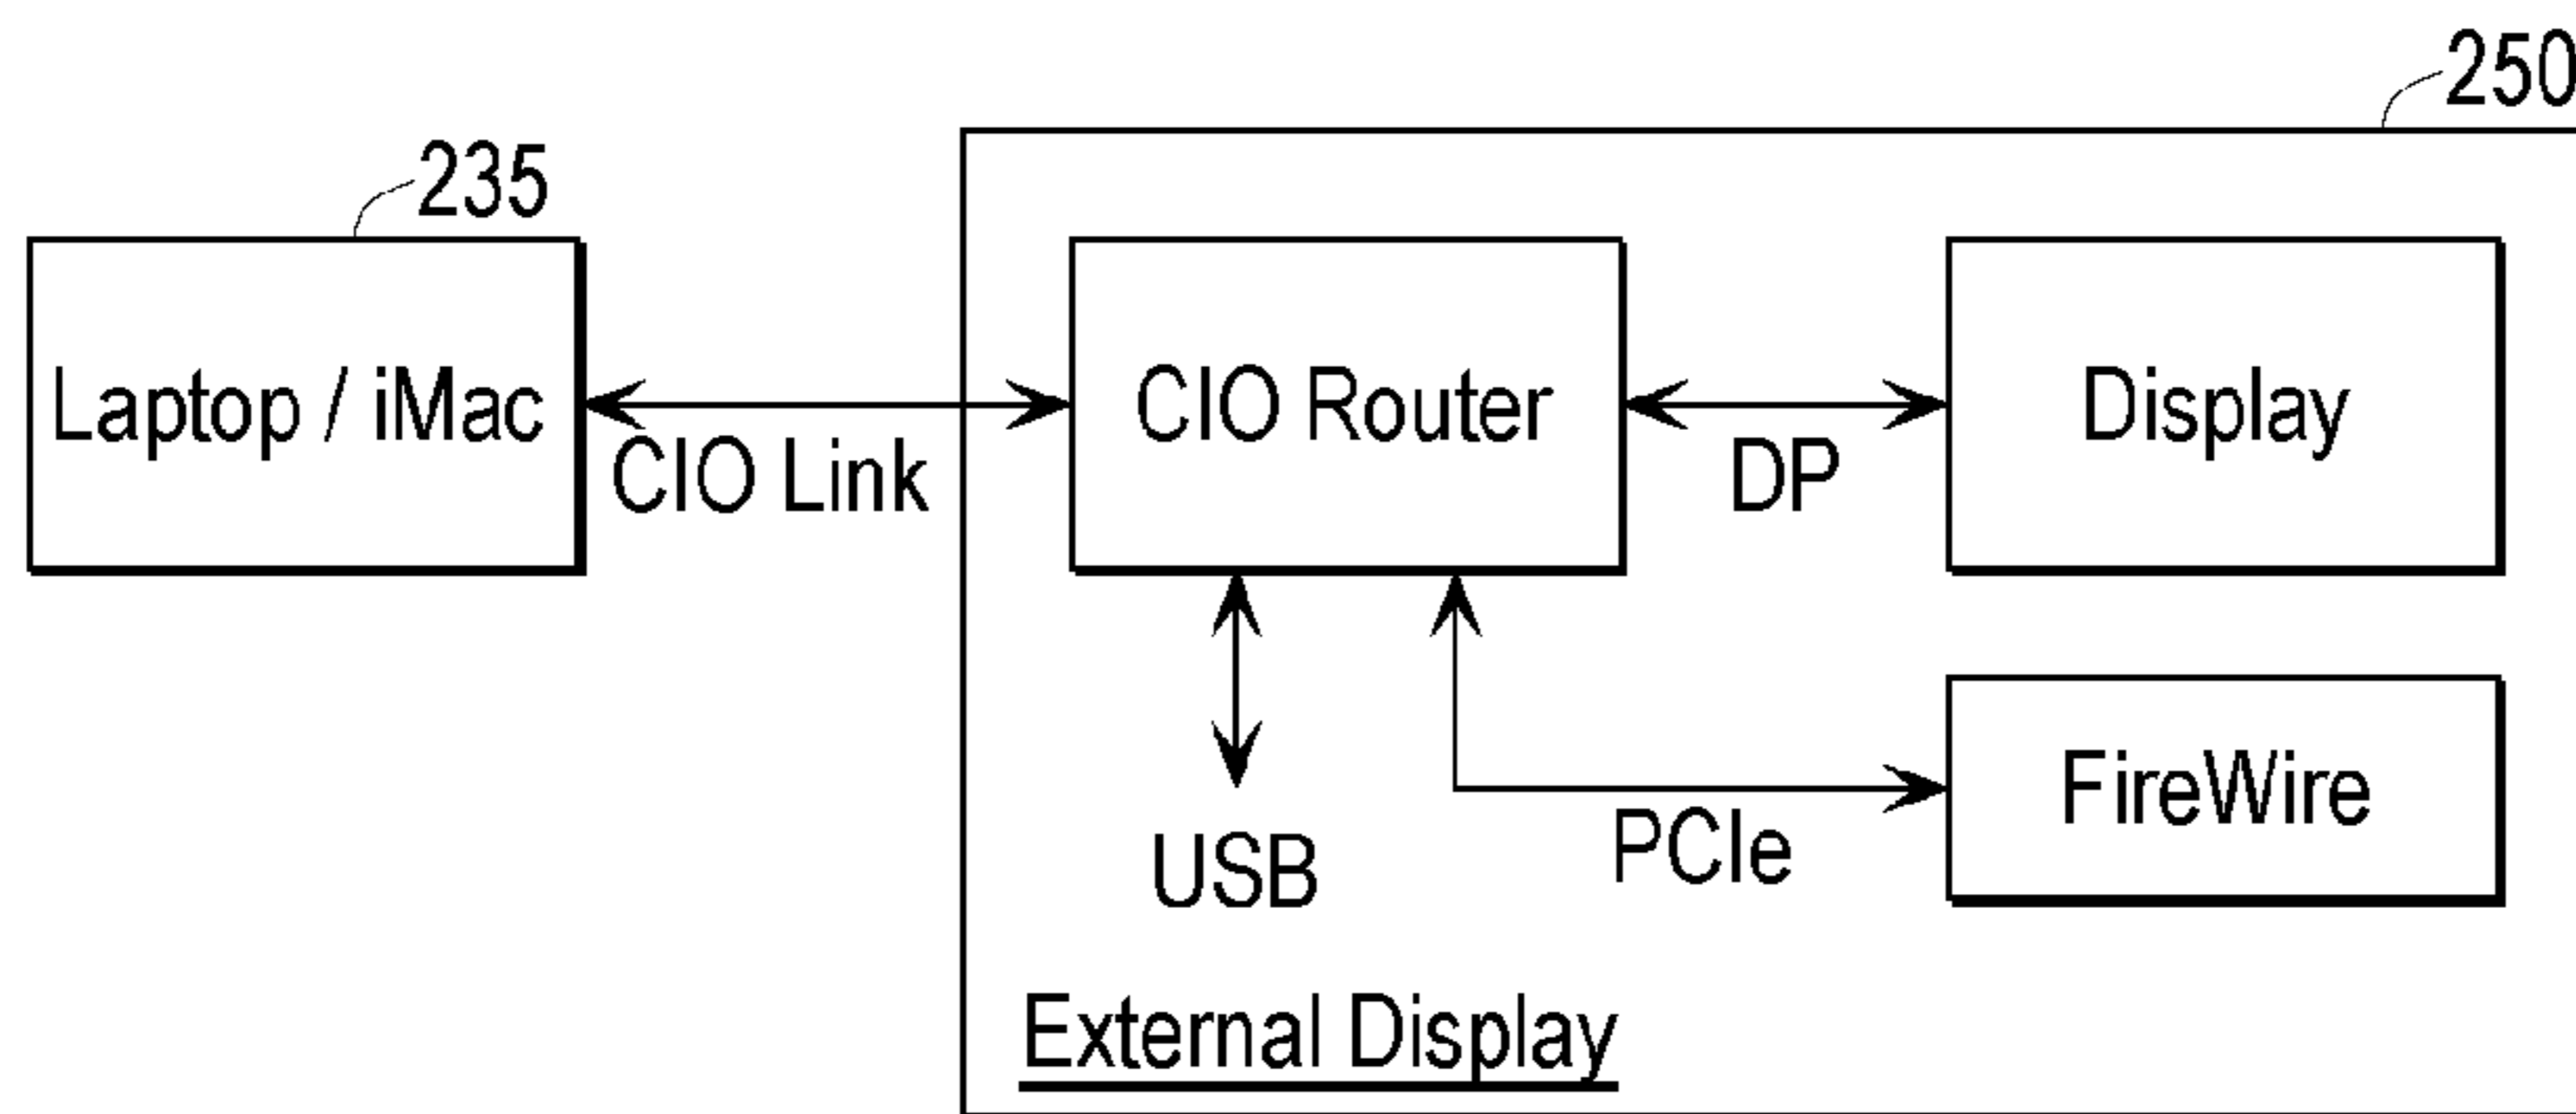 250
235
Laptop / iMac
CIO Link
CIO Router
DP
Display
USB
PCIe
FireWire
External Display